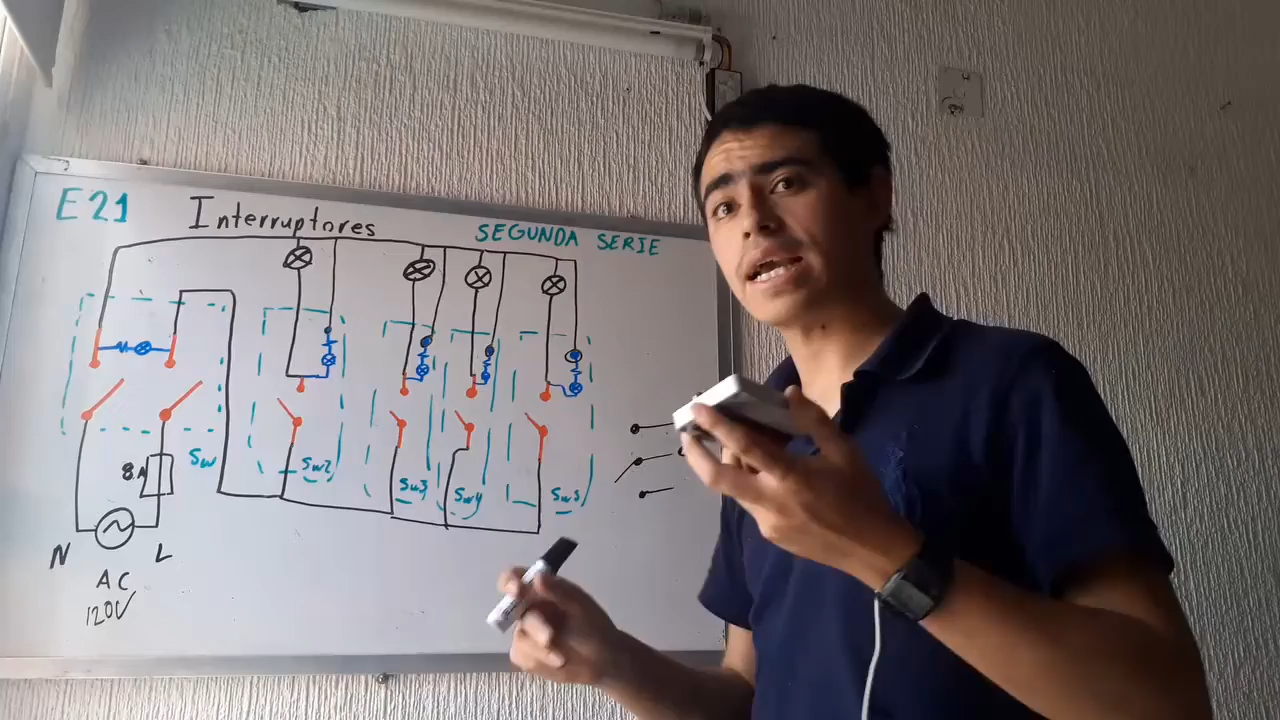 E21
Interruptores
SEGUNDA SERIE
8A
Sw
Sw2
Sw3
Sw4
Sw5
N
L
AC
120V